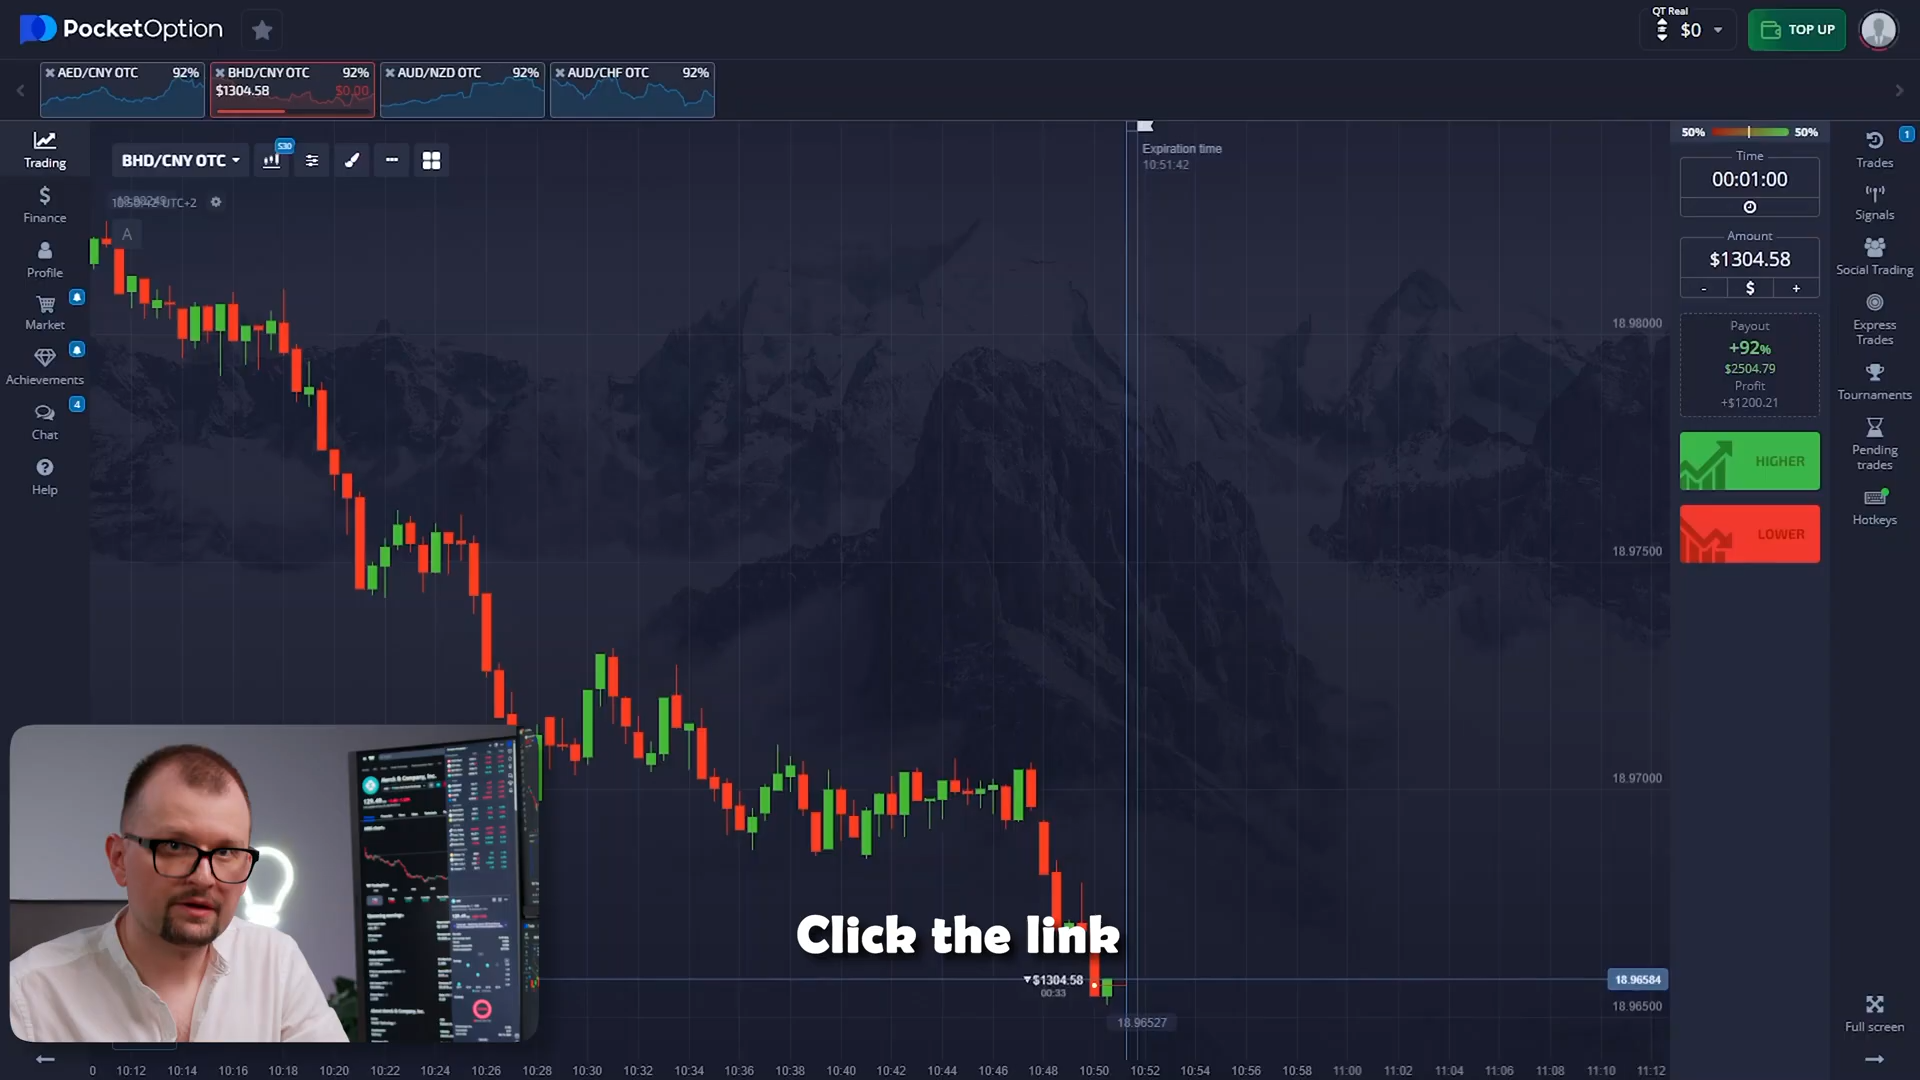 PocketOption
QT Real
$0
TOP UP
AED/CNY OTC 92%
BHD/CNY OTC 92%
$1304.58 $0.00
AUD/NZD OTC 92%
AUD/CHF OTC 92%
Trading
Finance
Profile
Market
Achievements
4
Chat
Help
BHD/CNY OTC
S30
UTC+2
A
Expiration time
10:51:42
18.98000
18.97500
18.97000
18.96584
18.96500
18.96527
$1304.58
00:33
Click the link
50% 50%
Time
00:01:00
Amount
$1304.58
- $ +
Payout
+92%
$2504.79
Profit
+$1200.21
HIGHER
LOWER
1
Trades
Signals
Social Trading
Express
Trades
Tournaments
Pending
trades
Hotkeys
Full screen
0 10:12 10:14 10:16 10:18 10:20 10:22 10:24 10:26 10:28 10:30 10:32 10:34 10:36 10:38 10:40 10:42 10:44 10:46 10:48 10:50 10:52 10:54 10:56 10:58 11:00 11:02 11:04 11:06 11:08 11:10 11:12